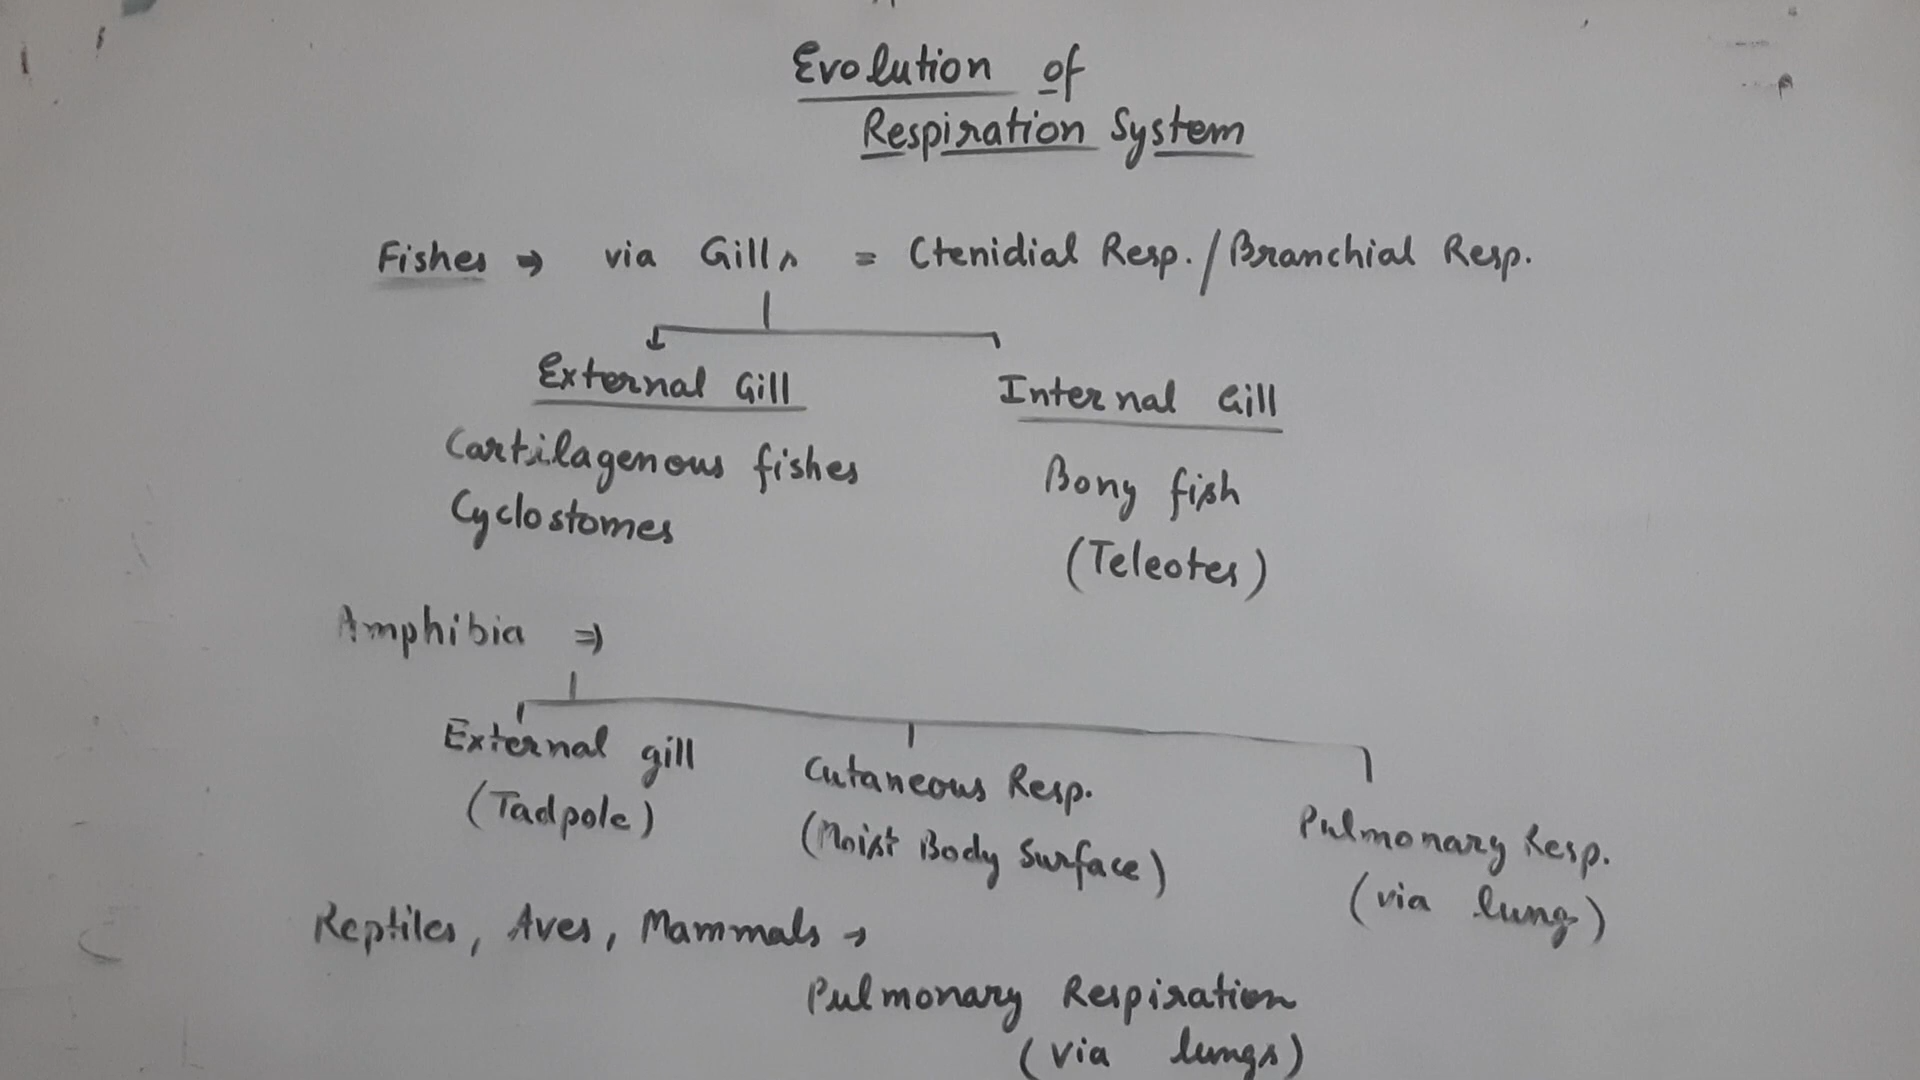 Evolution of
Respiration System
Fishes ⇒ via Gills = Ctenidial Resp. / Branchial Resp.
External Gill
Internal Gill
Cartilagenous fishes
Cyclostomes
Bony fish
(Teleotes)
Amphibia ⇒
External gill
(Tadpole)
Cutaneous Resp.
(Moist Body Surface)
Pulmonary Resp.
(via lung)
Reptiles, Aves, Mammals →
Pulmonary Respiration
(via lungs)